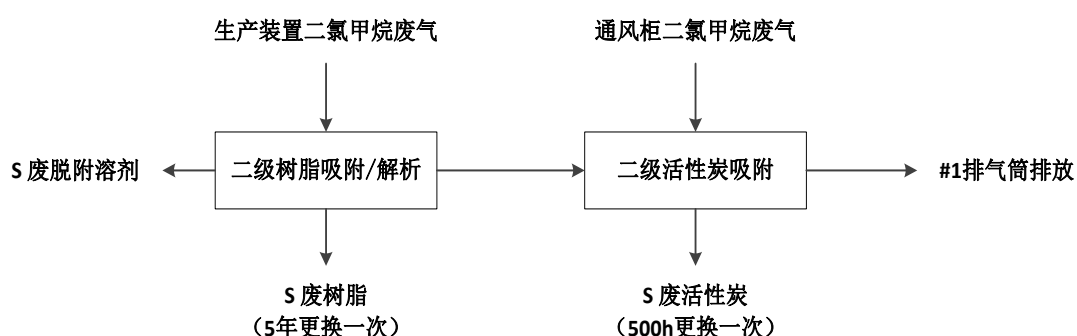 生产装置二氯甲烷废气
通风柜二氯甲烷废气
S 废脱附溶剂
二级树脂吸附/解析
二级活性炭吸附
#1排气筒排放
S 废树脂
（5年更换一次）
S 废活性炭
（500h更换一次）